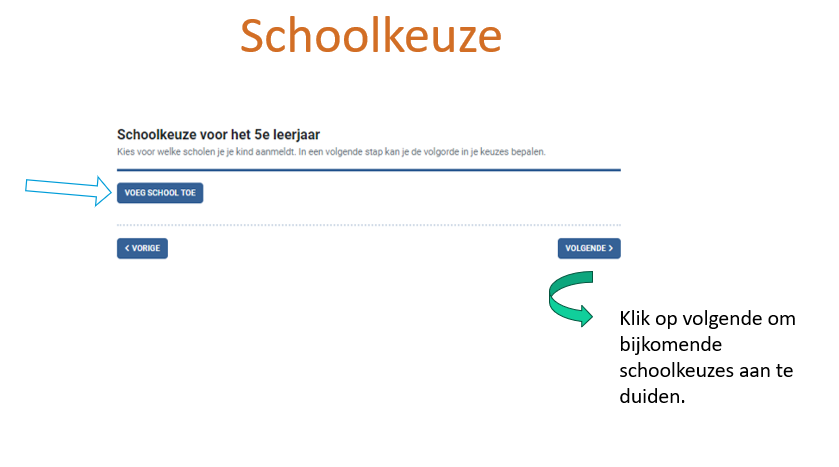 Schoolkeuze
Schoolkeuze voor het 5e leerjaar
Kies voor welke scholen je je kind aanmeldt. In een volgende stap kan je de volgorde in je keuzes bepalen.
VOEG SCHOOL TOE
< VORIGE
VOLGENDE >
Klik op volgende om
bijkomende
schoolkeuzes aan te
duiden.